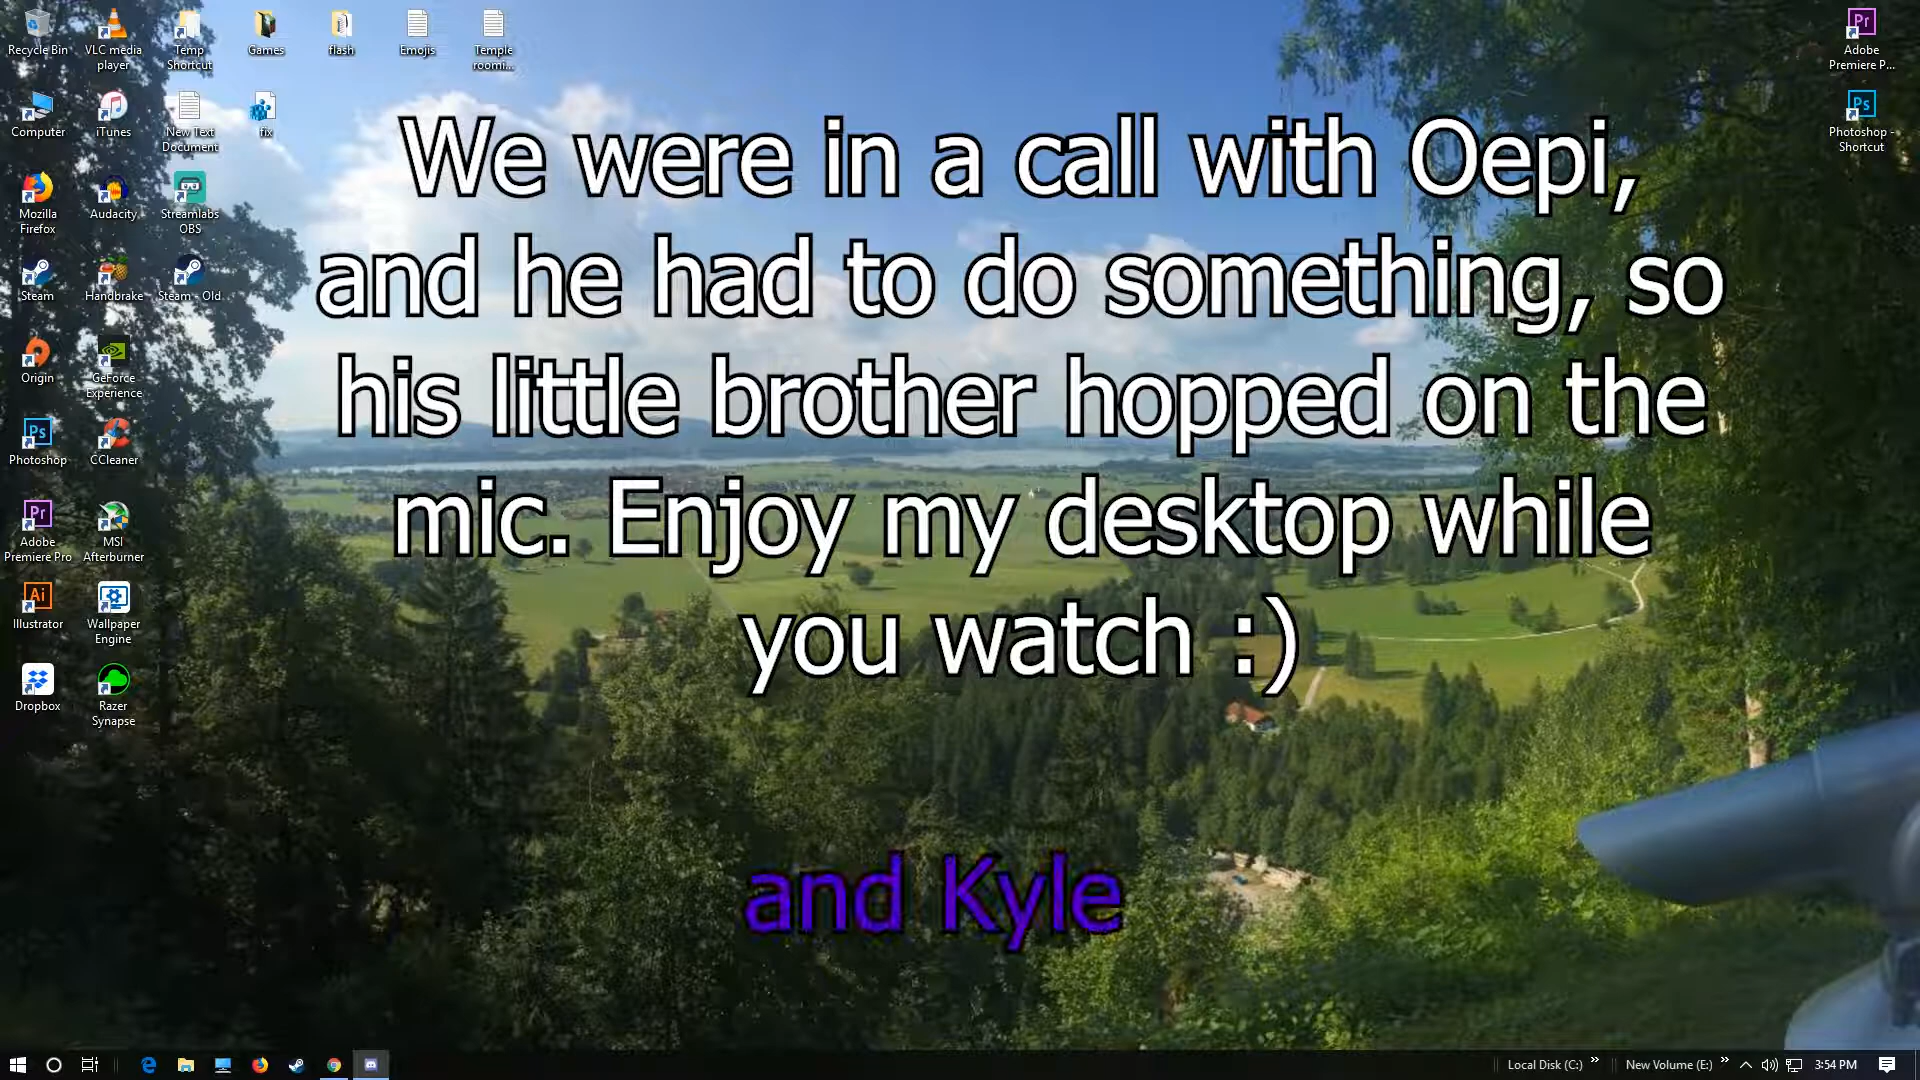 Recycle Bin
VLC media
player
Temp
Shortcut
Games
flash
Emojis
Temple
roomi...
Adobe
Premiere P...
Computer
iTunes
New Text
Document
fix
Photoshop -
Shortcut
Mozilla
Firefox
Audacity
Streamlabs
OBS
Steam
Handbrake
Steam - Old
Origin
GeForce
Experience
Photoshop
CCleaner
Adobe
Premiere Pro
MSI
Afterburner
Illustrator
Wallpaper
Engine
Dropbox
Razer
Synapse
We were in a call with Oepi,
and he had to do something, so
his little brother hopped on the
mic. Enjoy my desktop while
you watch :)
and Kyle
Local Disk (C:) » New Volume (E:) » 3:54 PM